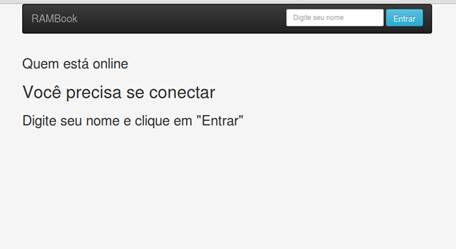 RAMBook Digite seu nome Entrar
Quem está online
Você precisa se conectar
Digite seu nome e clique em "Entrar"